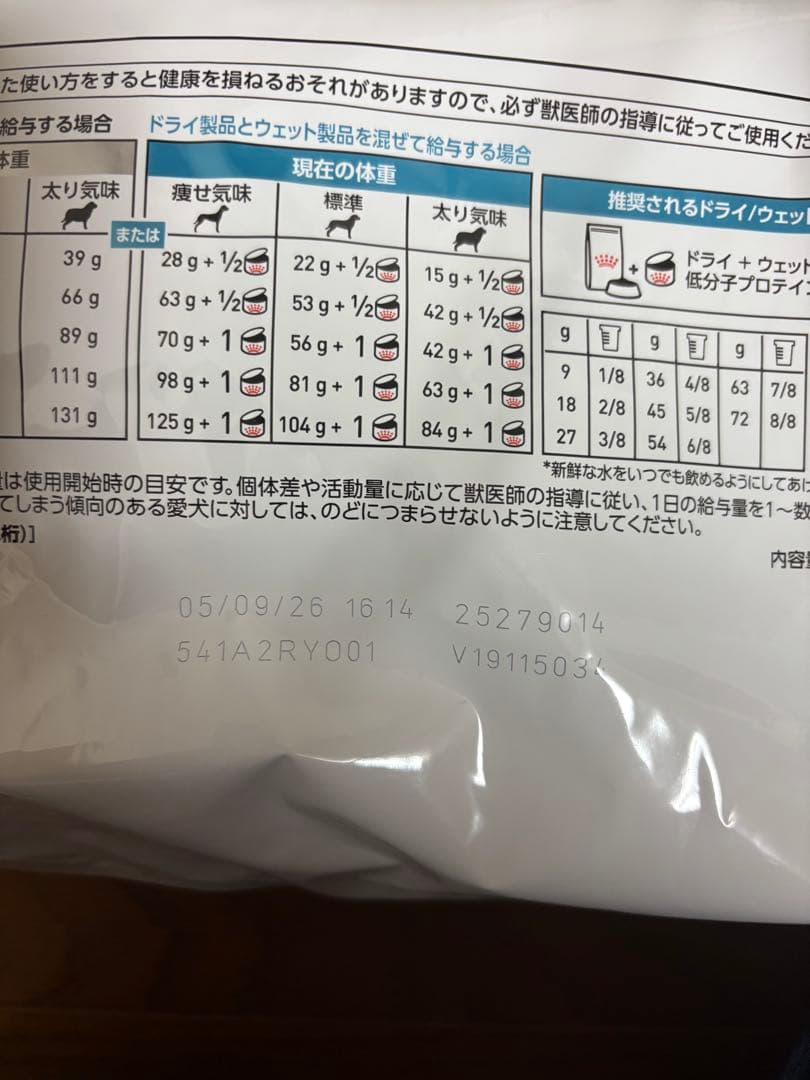 た使い方をすると健康を損ねるおそれがありますので、必ず獣医師の指導に従ってご使用くだ
給与する場合
体重
太り気味
39 g
66 g
89 g
111 g
131 g
または
ドライ製品とウェット製品を混ぜて給与する場合
現在の体重
痩せ気味 標準 太り気味
28 g + 1/2 22 g + 1/2 15 g + 1/2
63 g + 1/2 53 g + 1/2 42 g + 1/2
70 g + 1 56 g + 1 42 g + 1
98 g + 1 81 g + 1 63 g + 1
125 g + 1 104 g + 1 84 g + 1
推奨されるドライ/ウェッ
ドライ + ウェット
低分子プロテイン
+
g g g
9 1/8 36 4/8 63 7/8
18 2/8 45 5/8 72 8/8
27 3/8 54 6/8
*新鮮な水をいつでも飲めるようにしてあけ
は使用開始時の目安です。個体差や活動量に応じて獣医師の指導に従い、1日の給与量を1〜数
てしまう傾向のある愛犬に対しては、のどにつまらせないように注意してください。
桁)]
内容量
05/09/26 16 14 25279014
541A2RY001 V1911503